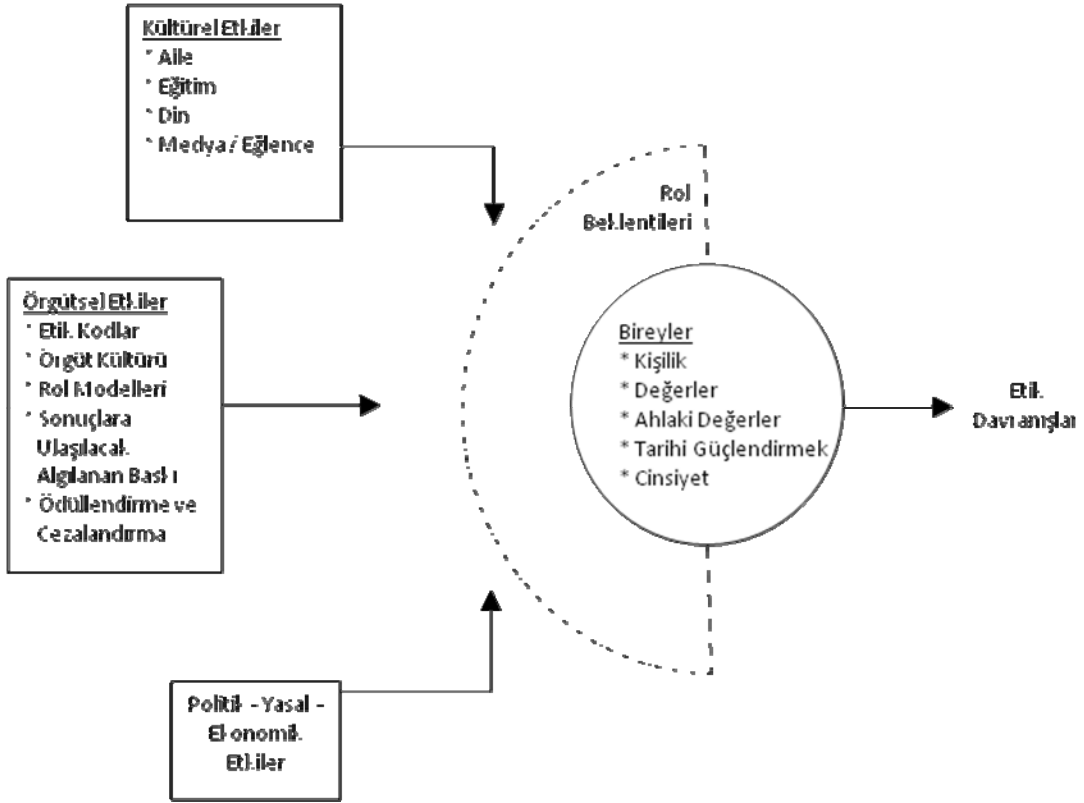 Kültürel Etkiler
* Aile
* Eğitim
* Din
* Medya / Eğlence
Rol
Beklentileri
Örgütsel Etkiler
* Etik Kodlar
* Örgüt Kültürü
* Rol Modelleri
* Sonuçlara
Ulaşılacak
Algılanan Baskı
* Ödüllendirme ve
Cezalandırma
Bireyler
* Kişilik
* Değerler
* Ahlaki Değerler
* Tarihi Güçlendirmek
* Cinsiyet
Etik
Davranışlar
Politik - Yasal -
Ekonomik
Etkiler